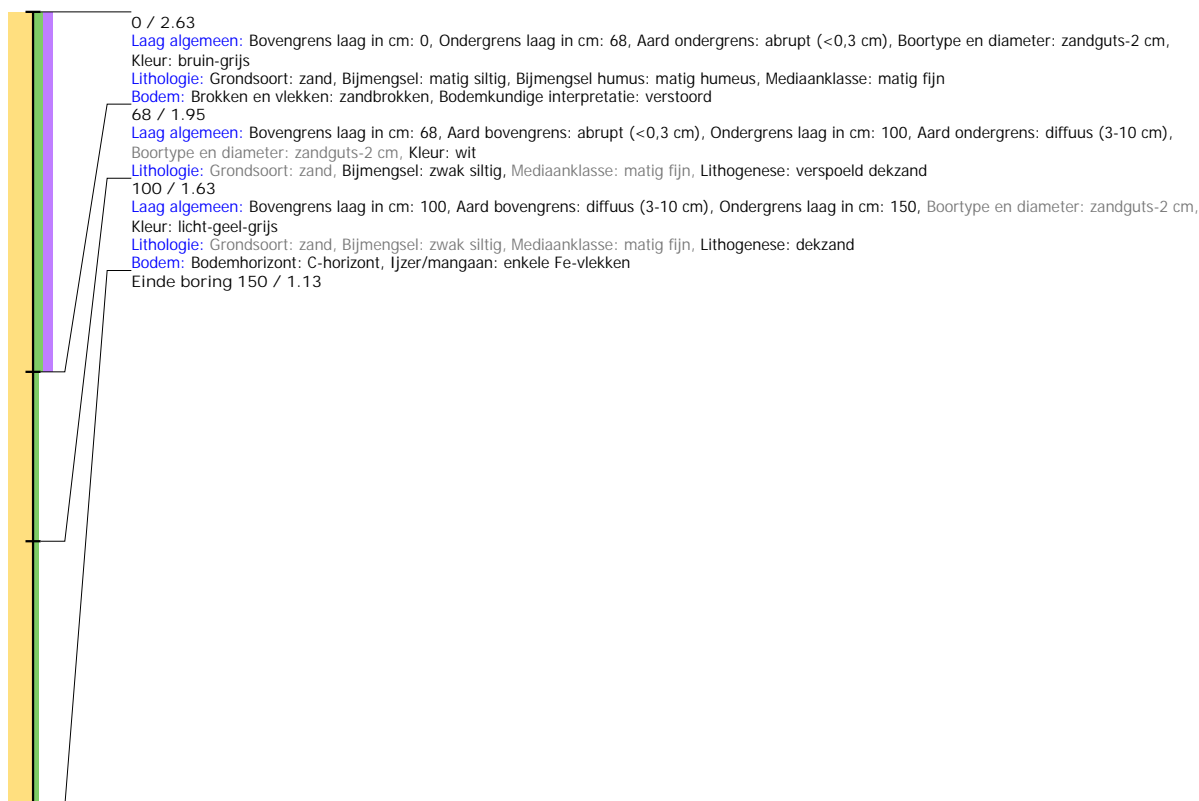 0 / 2.63
Laag algemeen: Bovengrens laag in cm: 0, Ondergrens laag in cm: 68, Aard ondergrens: abrupt (<0,3 cm), Boortype en diameter: zandguts-2 cm,
Kleur: bruin-grijs
Lithologie: Grondsoort: zand, Bijmengsel: matig siltig, Bijmengsel humus: matig humeus, Mediaanklasse: matig fijn
Bodem: Brokken en vlekken: zandbrokken, Bodemkundige interpretatie: verstoord
68 / 1.95
Laag algemeen: Bovengrens laag in cm: 68, Aard bovengrens: abrupt (<0,3 cm), Ondergrens laag in cm: 100, Aard ondergrens: diffuus (3-10 cm),
Boortype en diameter: zandguts-2 cm, Kleur: wit
Lithologie: Grondsoort: zand, Bijmengsel: zwak siltig, Mediaanklasse: matig fijn, Lithogenese: verspoeld dekzand
100 / 1.63
Laag algemeen: Bovengrens laag in cm: 100, Aard bovengrens: diffuus (3-10 cm), Ondergrens laag in cm: 150, Boortype en diameter: zandguts-2 cm,
Kleur: licht-geel-grijs
Lithologie: Grondsoort: zand, Bijmengsel: zwak siltig, Mediaanklasse: matig fijn, Lithogenese: dekzand
Bodem: Bodemhorizont: C-horizont, Ijzer/mangaan: enkele Fe-vlekken
Einde boring 150 / 1.13